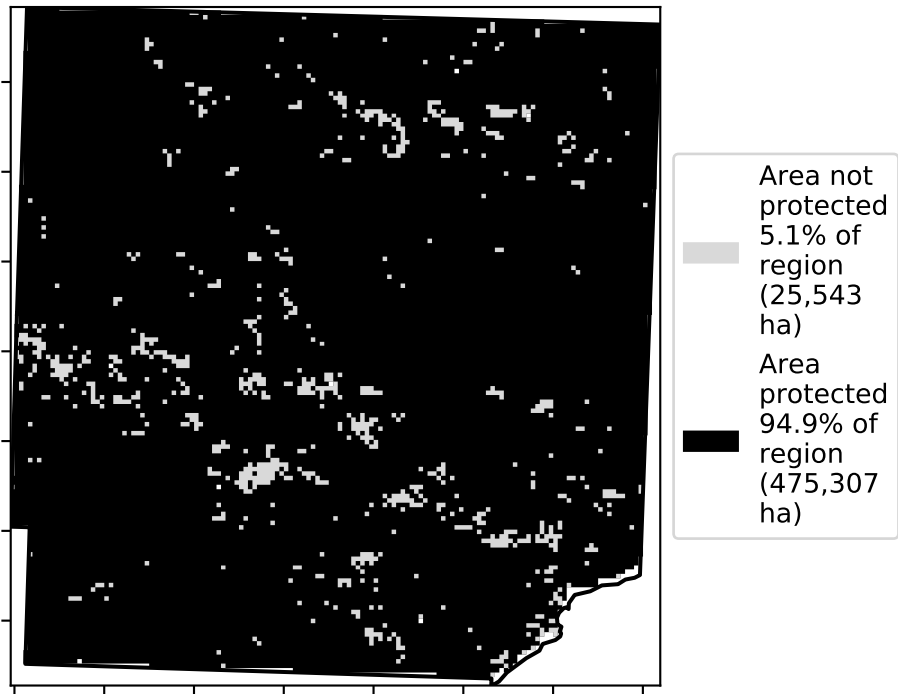 Area not
protected
5.1% of
region
(25,543
ha)
Area
protected
94.9% of
region
(475,307
ha)